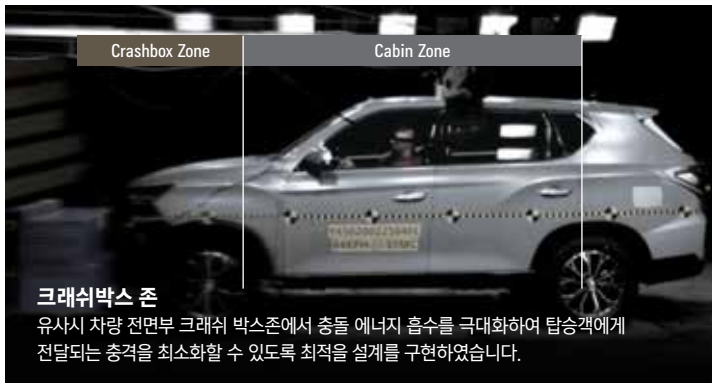 Crashbox Zone
Cabin Zone
크래쉬박스 존
유사시 차량 전면부 크래쉬 박스존에서 충돌 에너지 흡수를 극대화하여 탑승객에게
전달되는 충격을 최소화할 수 있도록 최적을 설계를 구현하였습니다.